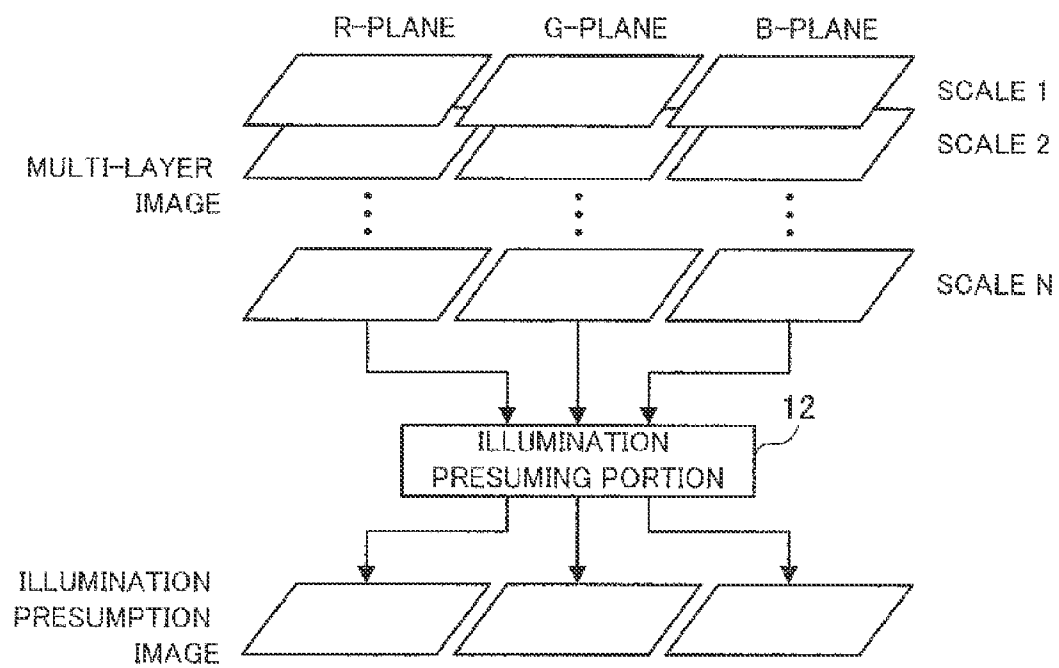 R-PLANE G-PLANE B-PLANE
SCALE 1
SCALE 2
MULTI-LAYER
IMAGE
SCALE N
12
ILLUMINATION
PRESUMING PORTION
ILLUMINATION
PRESUMPTION
IMAGE